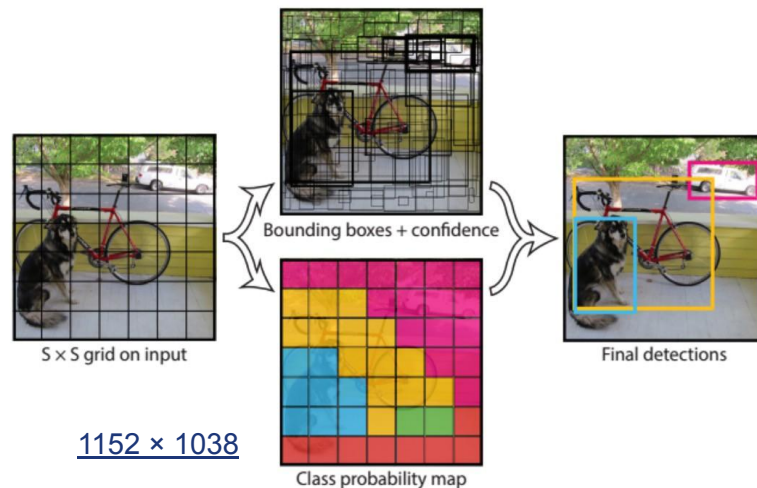 Bounding boxes + confidence
S × S grid on input
Final detections
1152 × 1038
Class probability map